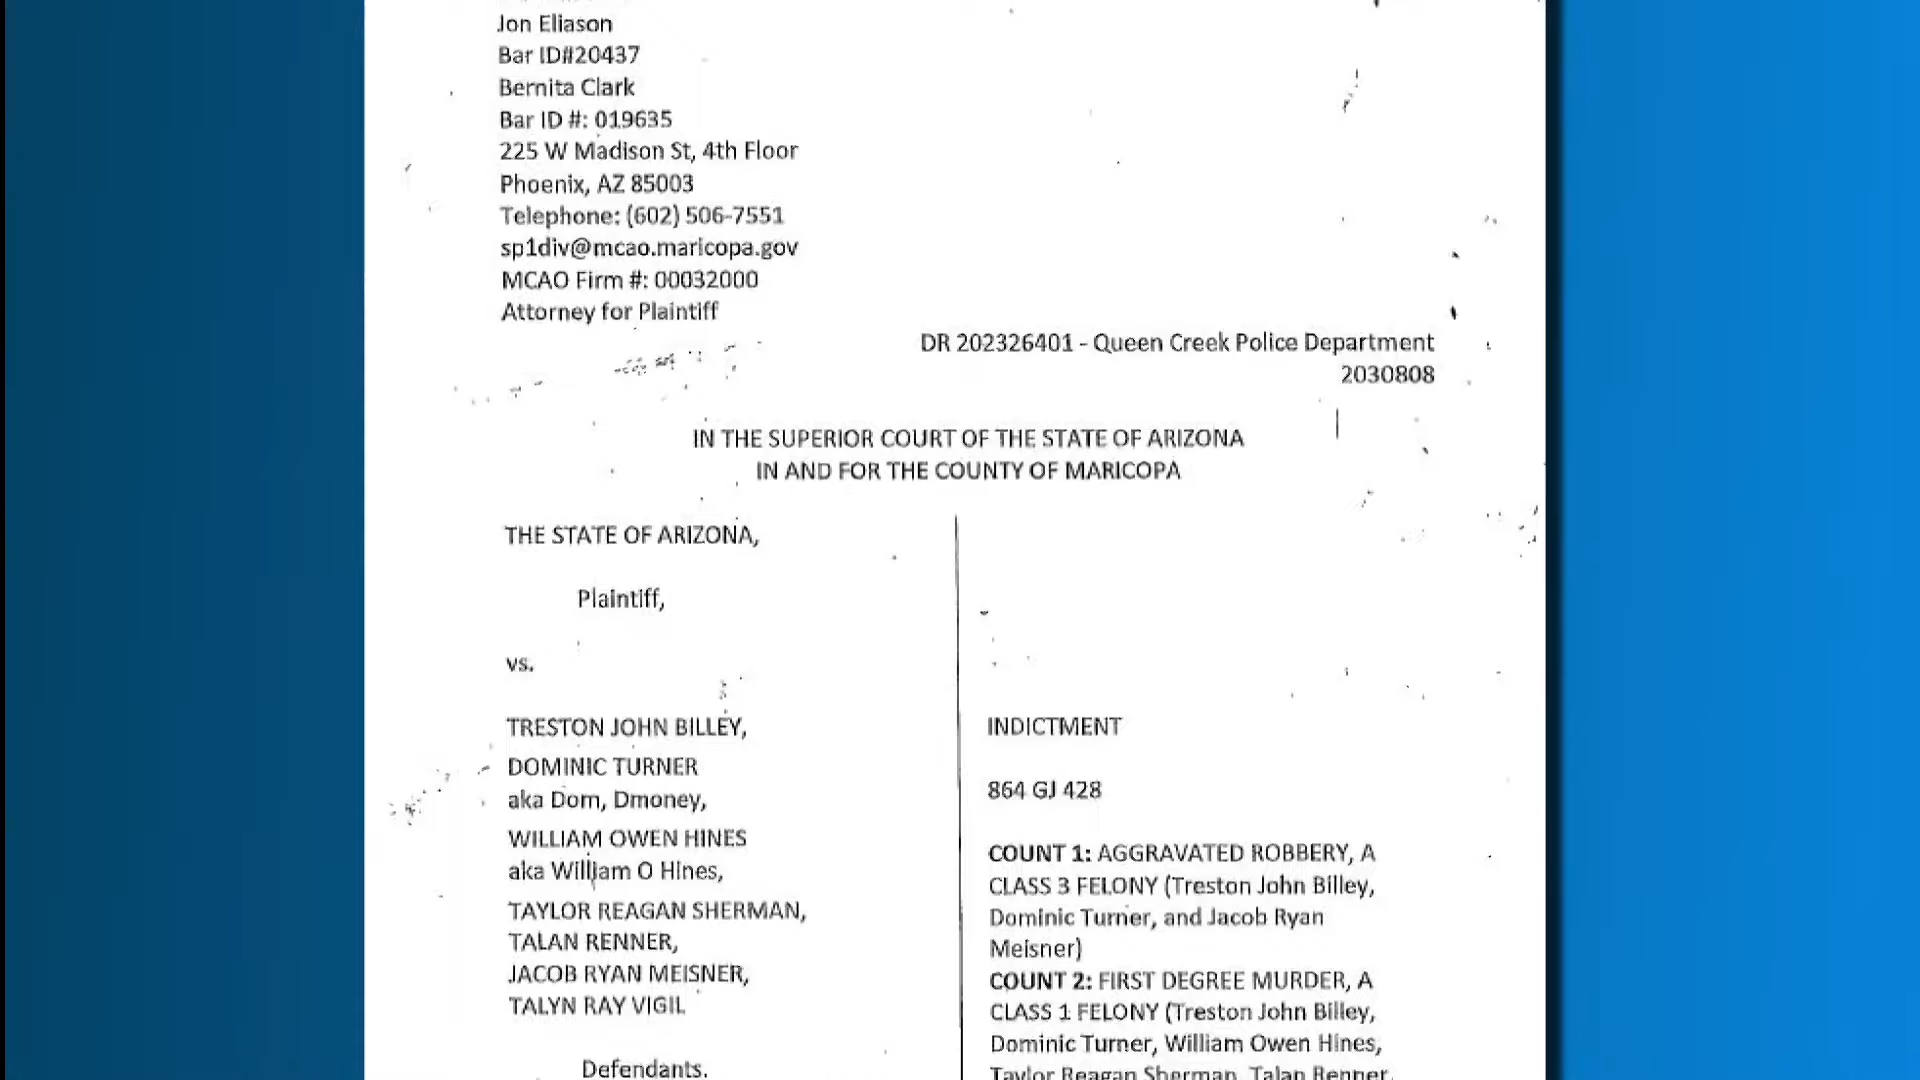 Jon Eliason
Bar ID#20437
Bernita Clark
Bar ID #: 019635
225 W Madison St, 4th Floor
Phoenix, AZ 85003
Telephone: (602) 506-7551
sp1div@mcao.maricopa.gov
MCAO Firm #: 00032000
Attorney for Plaintiff
DR 202326401 - Queen Creek Police Department
2030808
IN THE SUPERIOR COURT OF THE STATE OF ARIZONA
IN AND FOR THE COUNTY OF MARICOPA
THE STATE OF ARIZONA,
Plaintiff,
vs.
TRESTON JOHN BILLEY,
DOMINIC TURNER
aka Dom, Dmoney,
WILLIAM OWEN HINES
aka William O Hines,
TAYLOR REAGAN SHERMAN,
TALAN RENNER,
JACOB RYAN MEISNER,
TALYN RAY VIGIL
Defendants.
INDICTMENT
864 GJ 428
COUNT 1: AGGRAVATED ROBBERY, A
CLASS 3 FELONY (Treston John Billey,
Dominic Turner, and Jacob Ryan
Meisner)
COUNT 2: FIRST DEGREE MURDER, A
CLASS 1 FELONY (Treston John Billey,
Dominic Turner, William Owen Hines,
Taylor Reagan Sherman, Talan Renner,